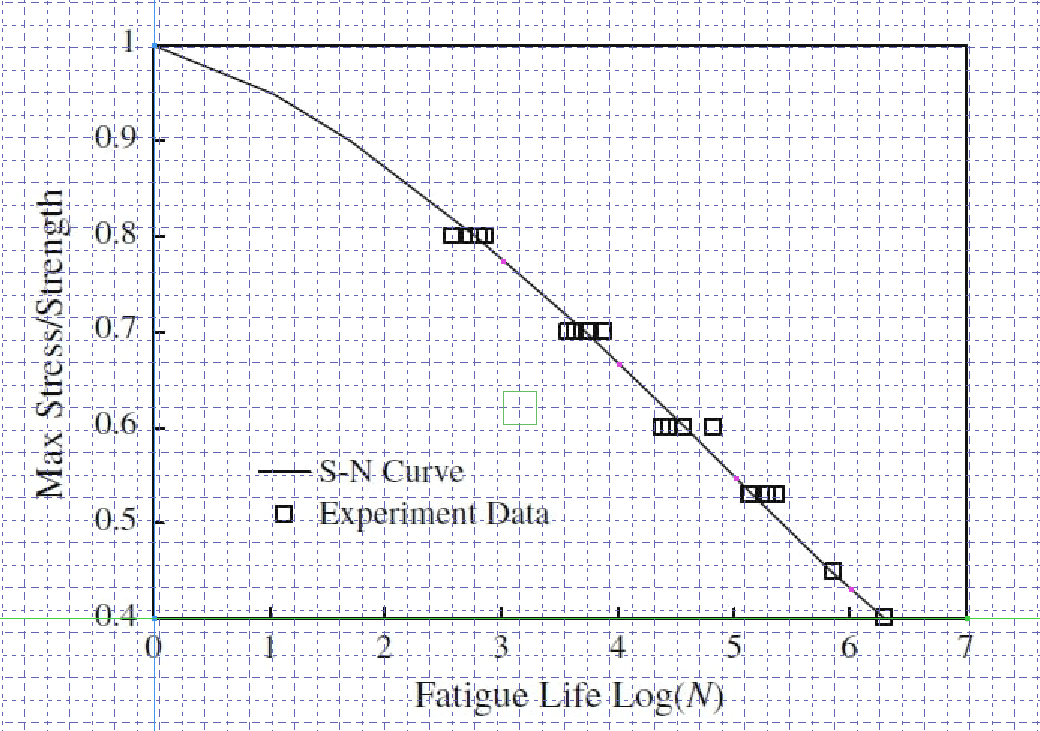 1
0.9
0.8
0.7
0.6
0.5
0.4
Max Stress/Strength
S-N Curve
Experiment Data
0 1 2 3 4 5 6 7
Fatigue Life Log(N)